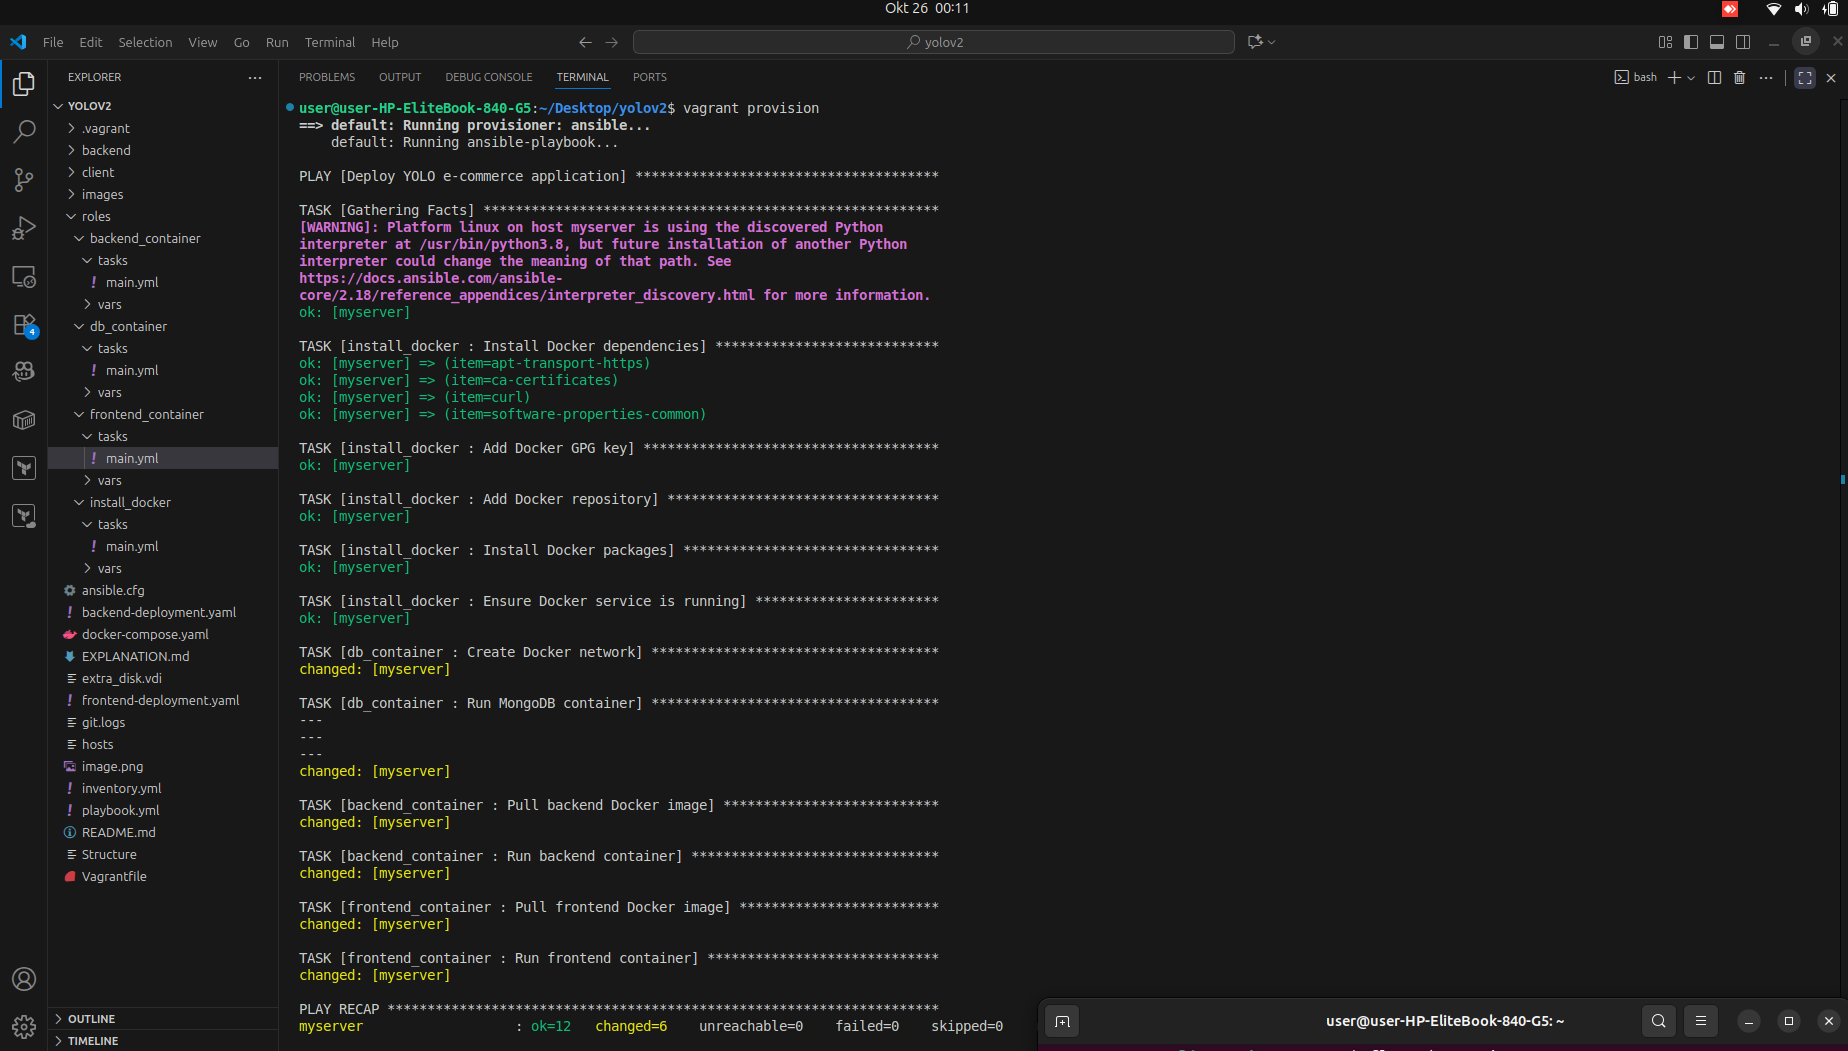 Okt 26 00:11
File Edit Selection View Go Run Terminal Help
yolov2
EXPLORER
YOLOV2
.vagrant
backend
client
images
roles
backend_container
tasks
main.yml
vars
db_container
tasks
main.yml
vars
frontend_container
tasks
main.yml
vars
install_docker
tasks
main.yml
vars
ansible.cfg
backend-deployment.yaml
docker-compose.yaml
EXPLANATION.md
extra_disk.vdi
frontend-deployment.yaml
git.logs
hosts
image.png
inventory.yml
playbook.yml
README.md
Structure
Vagrantfile
OUTLINE
TIMELINE
4
PROBLEMS OUTPUT DEBUG CONSOLE TERMINAL PORTS
bash
user@user-HP-EliteBook-840-G5:~/Desktop/yolov2$ vagrant provision
==> default: Running provisioner: ansible...
default: Running ansible-playbook...
PLAY [Deploy YOLO e-commerce application] **************************************
TASK [Gathering Facts] *********************************************************
[WARNING]: Platform linux on host myserver is using the discovered Python
interpreter at /usr/bin/python3.8, but future installation of another Python
interpreter could change the meaning of that path. See
https://docs.ansible.com/ansible-
core/2.18/reference_appendices/interpreter_discovery.html for more information.
ok: [myserver]
TASK [install_docker : Install Docker dependencies] ****************************
ok: [myserver] => (item=apt-transport-https)
ok: [myserver] => (item=ca-certificates)
ok: [myserver] => (item=curl)
ok: [myserver] => (item=software-properties-common)
TASK [install_docker : Add Docker GPG key] *************************************
ok: [myserver]
TASK [install_docker : Add Docker repository] **********************************
ok: [myserver]
TASK [install_docker : Install Docker packages] ********************************
ok: [myserver]
TASK [install_docker : Ensure Docker service is running] ***********************
ok: [myserver]
TASK [db_container : Create Docker network] ************************************
changed: [myserver]
TASK [db_container : Run MongoDB container] ************************************
---
---
---
changed: [myserver]
TASK [backend_container : Pull backend Docker image] ***************************
changed: [myserver]
TASK [backend_container : Run backend container] *******************************
changed: [myserver]
TASK [frontend_container : Pull frontend Docker image] *************************
changed: [myserver]
TASK [frontend_container : Run frontend container] *****************************
changed: [myserver]
PLAY RECAP *********************************************************************
myserver : ok=12 changed=6 unreachable=0 failed=0 skipped=0
user@user-HP-EliteBook-840-G5: ~